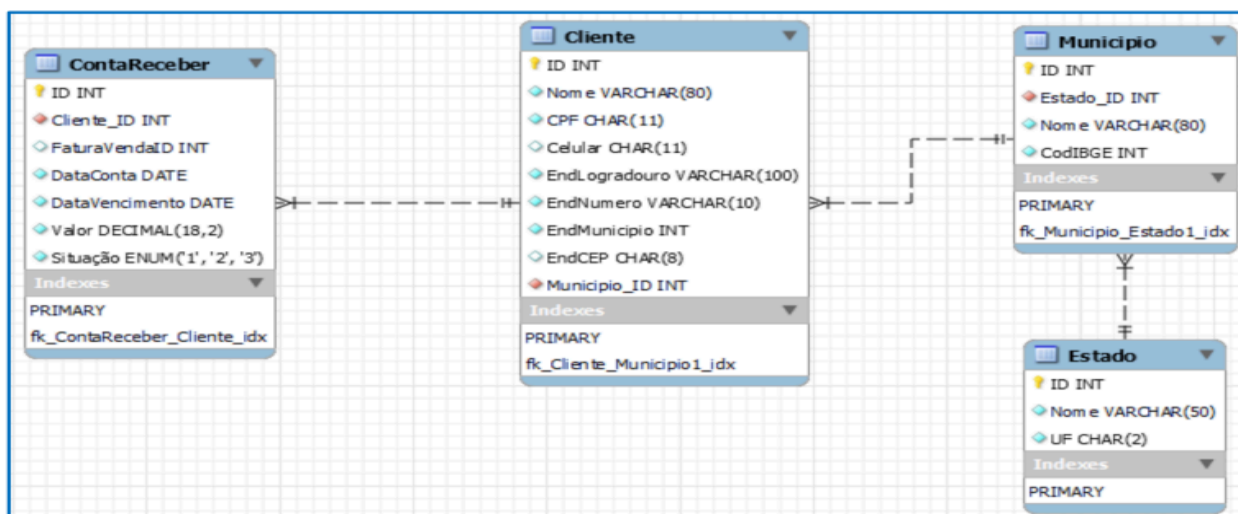 ContaReceber
ID INT
Cliente_ID INT
FaturaVendaID INT
DataConta DATE
DataVencimento DATE
Valor DECIMAL(18,2)
Situação ENUM('1', '2', '3')
Indexes
PRIMARY
fk_ContaReceber_Cliente_idx
Cliente
ID INT
Nome VARCHAR(80)
CPF CHAR(11)
Celular CHAR(11)
EndLogradouro VARCHAR(100)
EndNumero VARCHAR(10)
EndMunicipio INT
EndCEP CHAR(8)
Municipio_ID INT
Indexes
PRIMARY
fk_Cliente_Municipio1_idx
Municipio
ID INT
Estado_ID INT
Nome VARCHAR(80)
CodIBGE INT
Indexes
PRIMARY
fk_Municipio_Estado1_idx
Estado
ID INT
Nome VARCHAR(50)
UF CHAR(2)
Indexes
PRIMARY